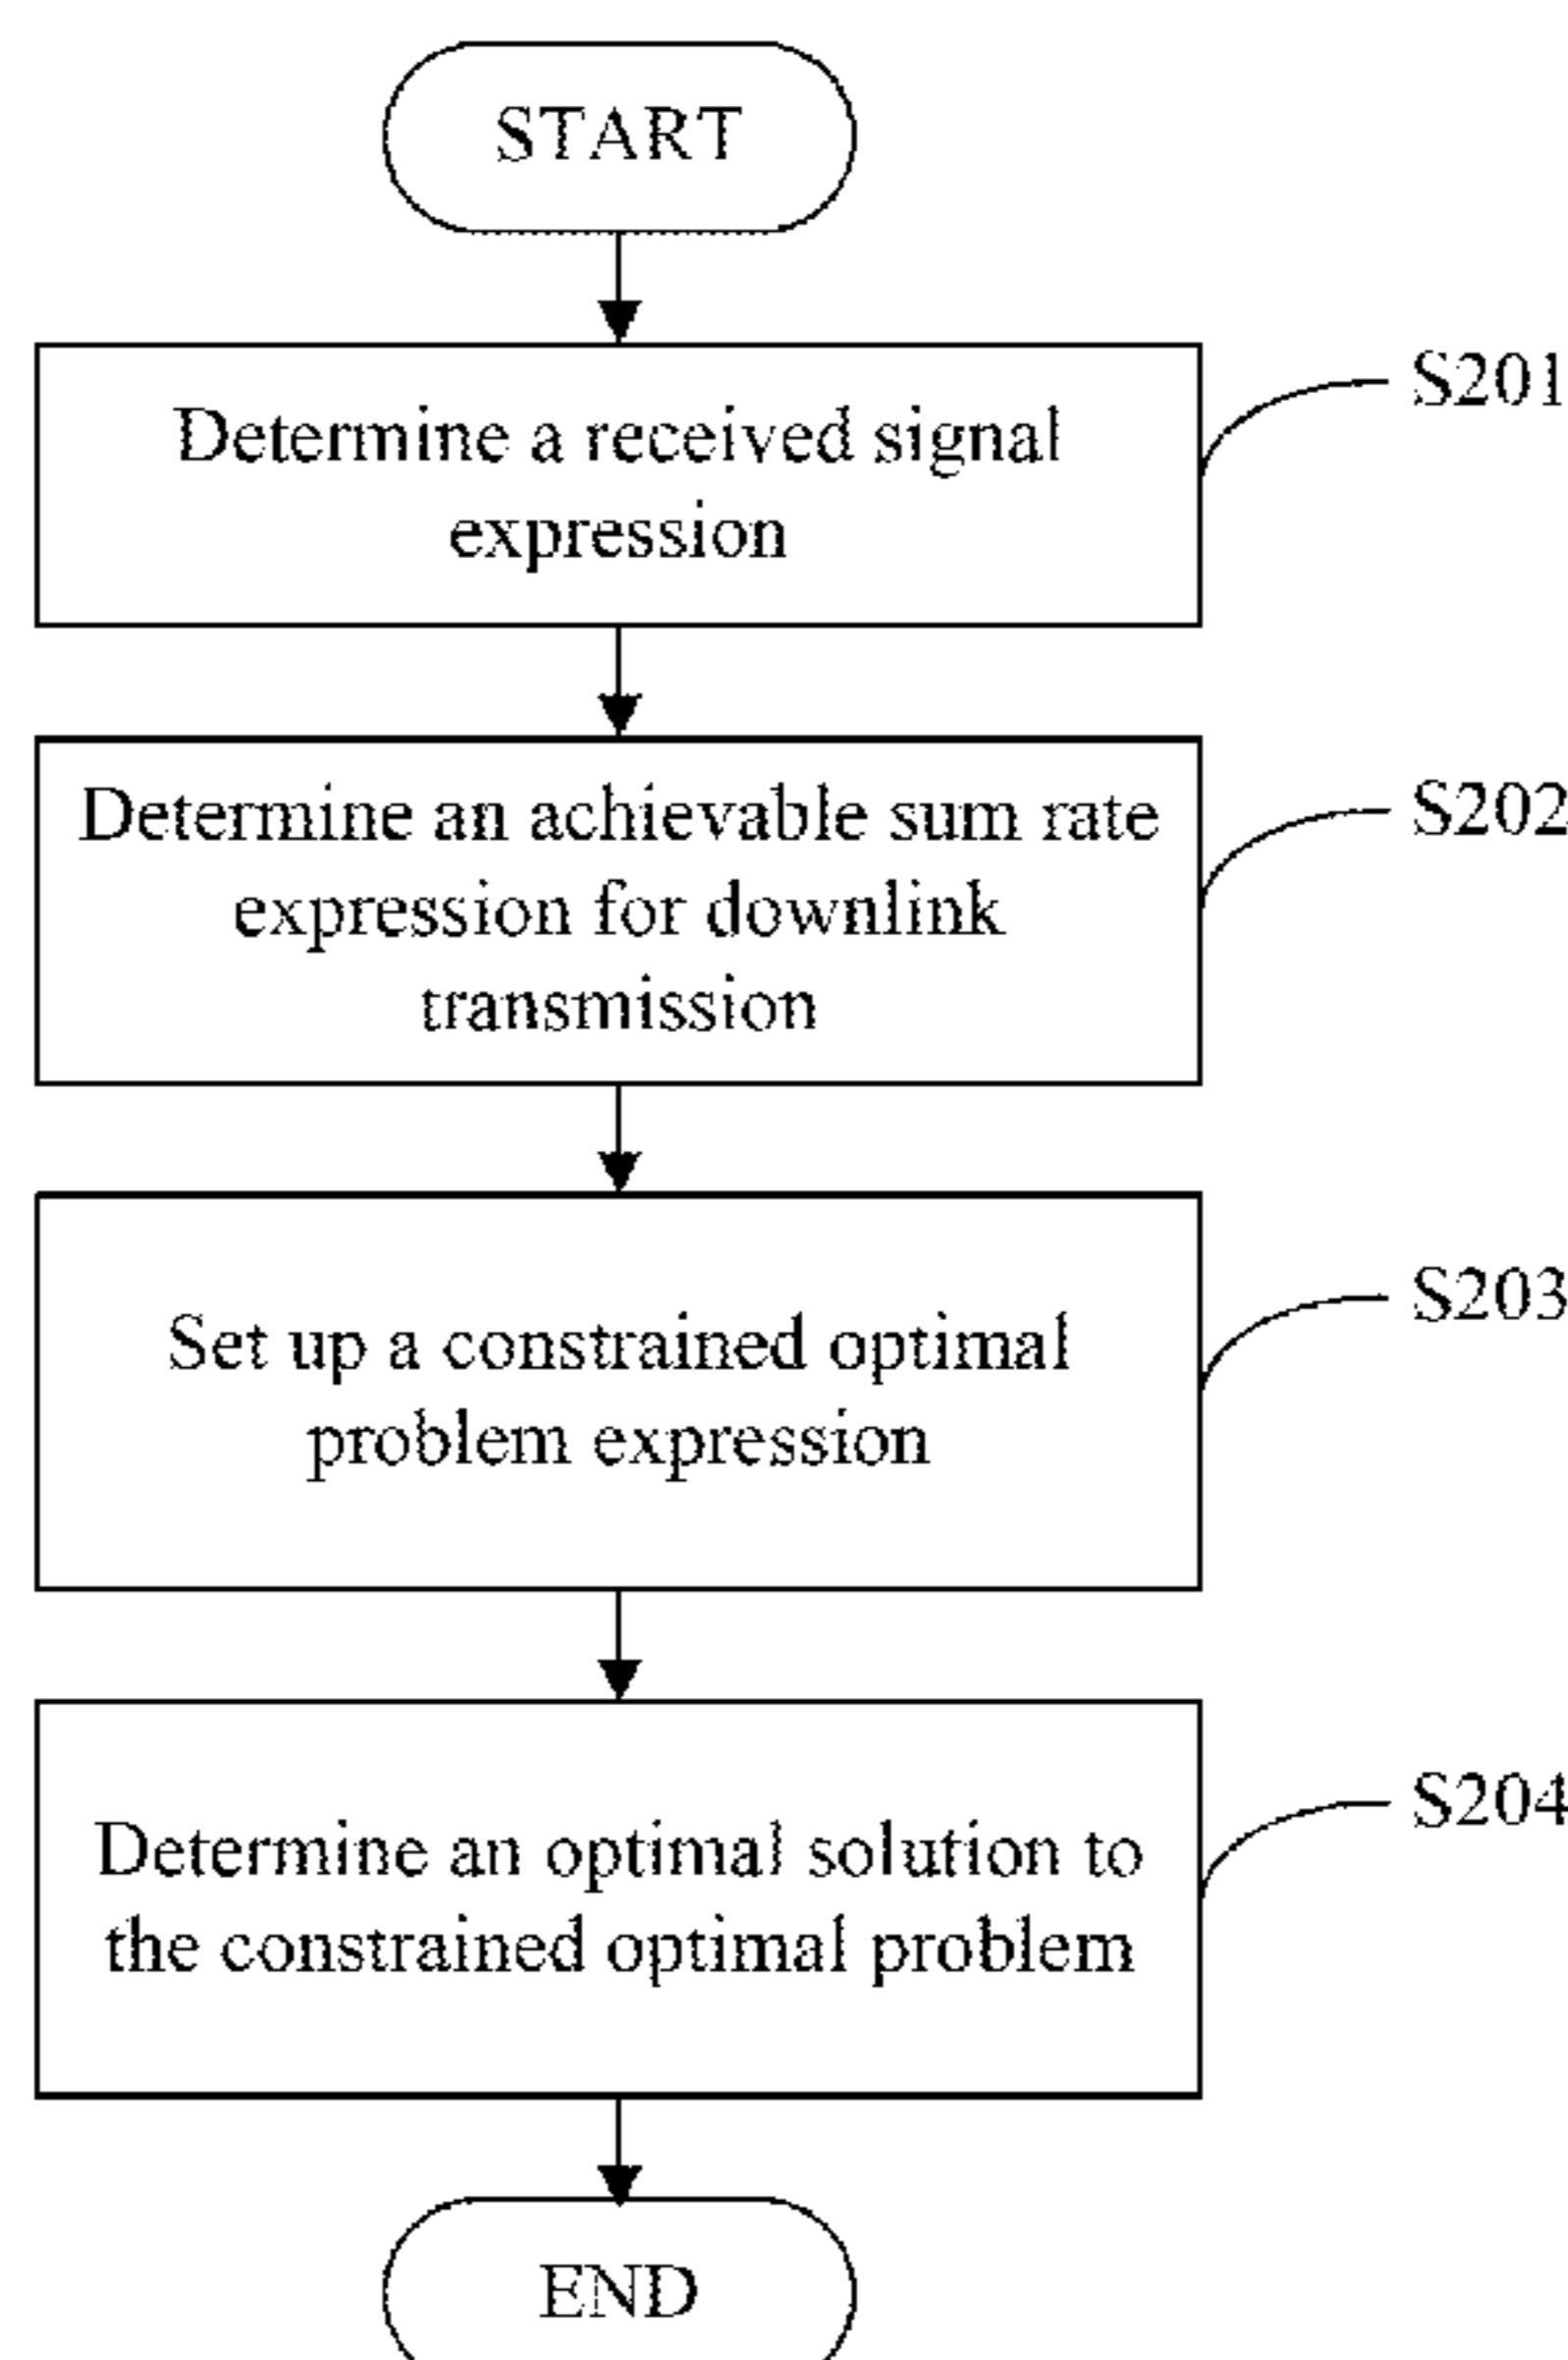 START
Determine a received signal
expression
S201
Determine an achievable sum rate
expression for downlink
transmission
S202
Set up a constrained optimal
problem expression
S203
Determine an optimal solution to
the constrained optimal problem
S204
END